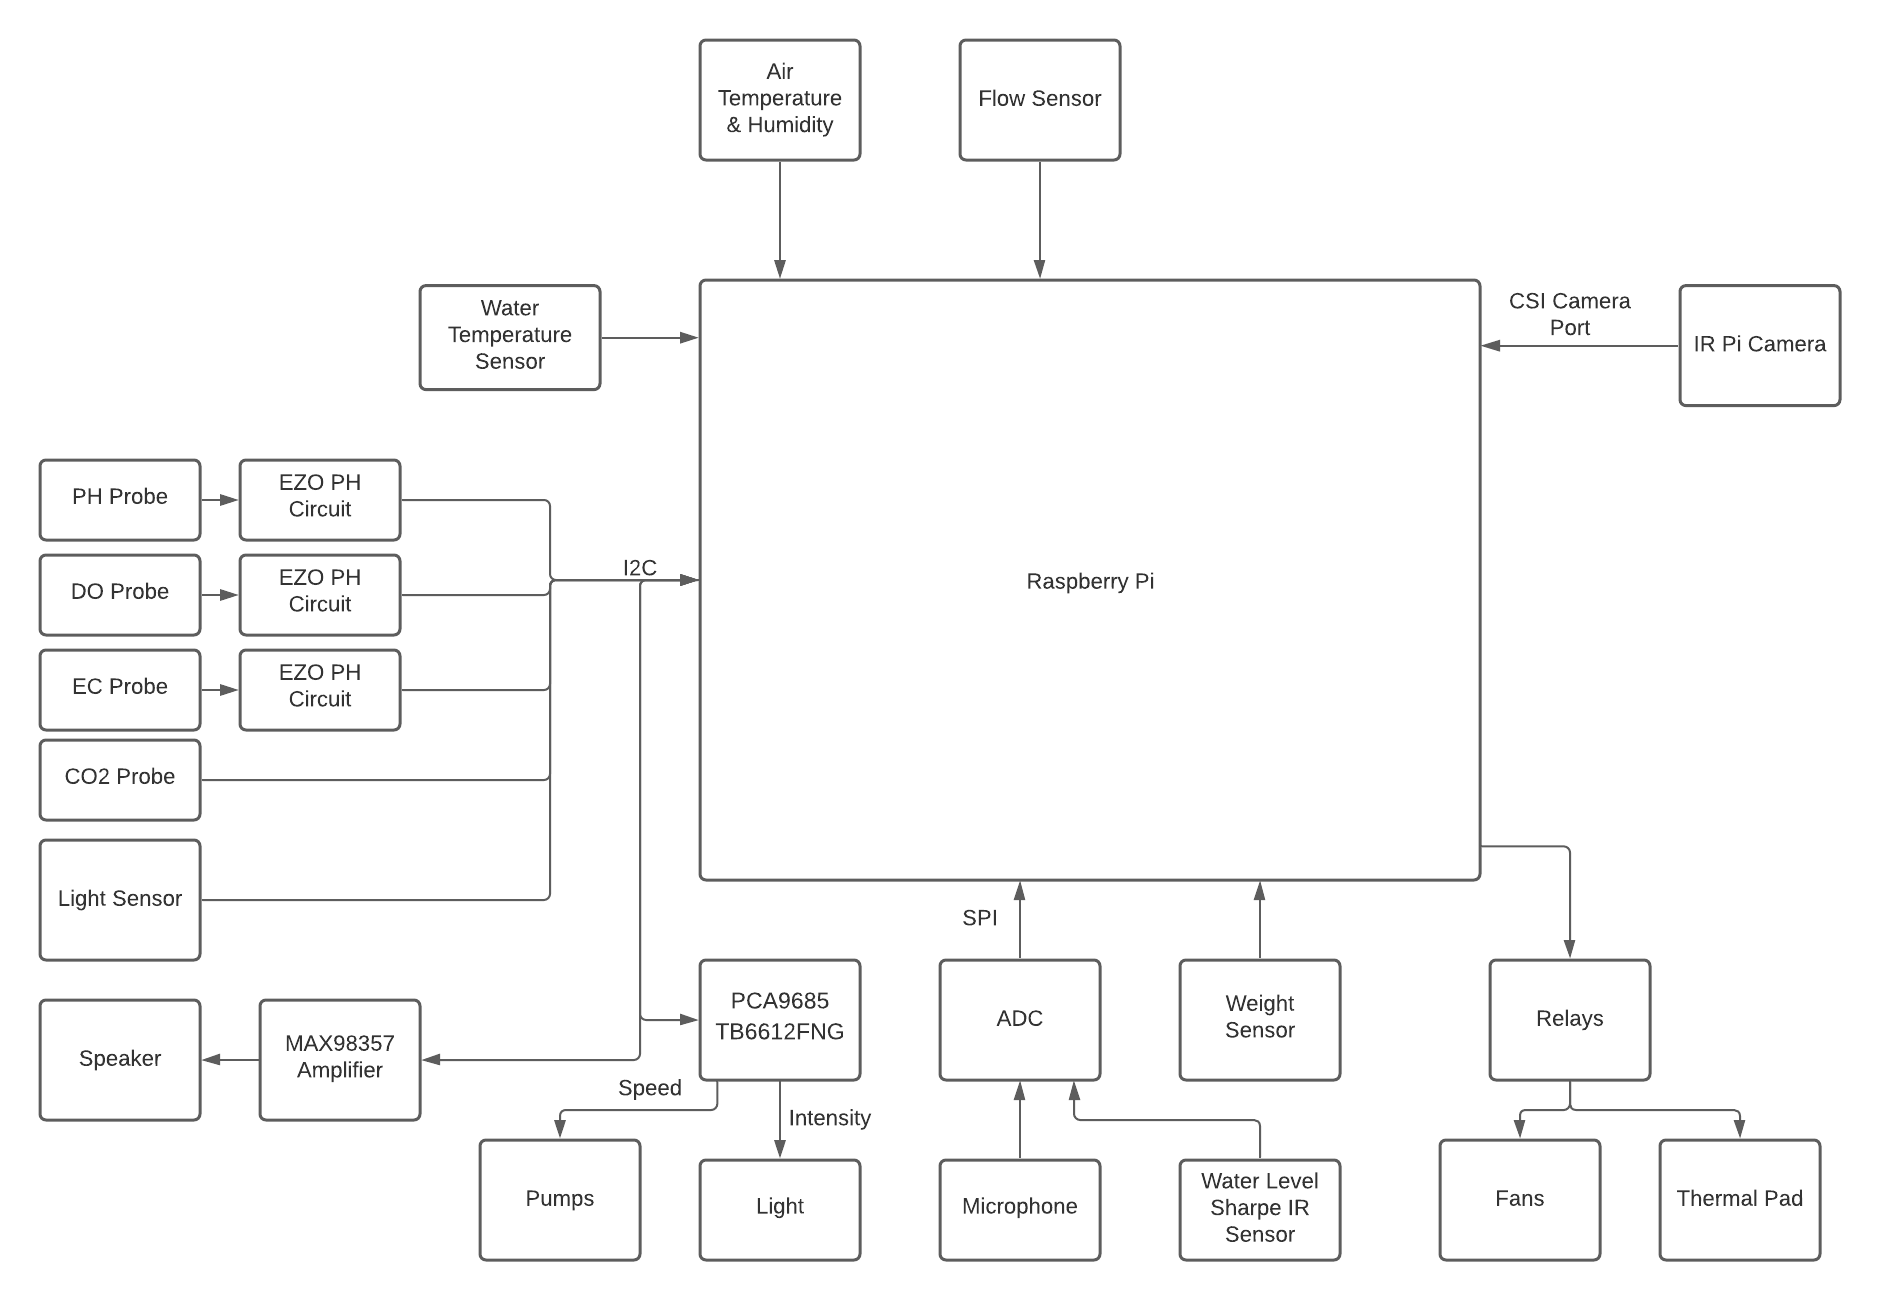 Air
Temperature
& Humidity
Flow Sensor
Water
Temperature
Sensor
CSI Camera
Port
IR Pi Camera
PH Probe
EZO PH
Circuit
DO Probe
EZO PH
Circuit
I2C
Raspberry Pi
EC Probe
EZO PH
Circuit
CO2 Probe
Light Sensor
SPI
Speaker
MAX98357
Amplifier
PCA9685
TB6612FNG
ADC
Weight
Sensor
Relays
Speed
Intensity
Pumps
Light
Microphone
Water Level
Sharpe IR
Sensor
Fans
Thermal Pad